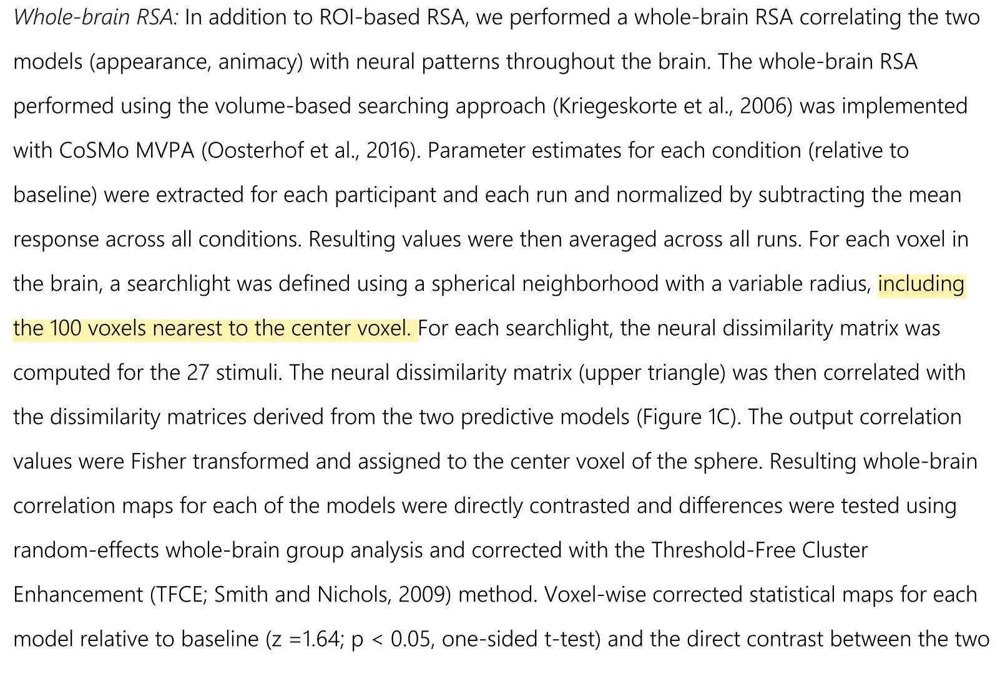 Whole-brain RSA: In addition to ROI-based RSA, we performed a whole-brain RSA correlating the two
models (appearance, animacy) with neural patterns throughout the brain. The whole-brain RSA
performed using the volume-based searching approach (Kriegeskorte et al., 2006) was implemented
with CoSMo MVPA (Oosterhof et al., 2016). Parameter estimates for each condition (relative to
baseline) were extracted for each participant and each run and normalized by subtracting the mean
response across all conditions. Resulting values were then averaged across all runs. For each voxel in
the brain, a searchlight was defined using a spherical neighborhood with a variable radius, including
the 100 voxels nearest to the center voxel. For each searchlight, the neural dissimilarity matrix was
computed for the 27 stimuli. The neural dissimilarity matrix (upper triangle) was then correlated with
the dissimilarity matrices derived from the two predictive models (Figure 1C). The output correlation
values were Fisher transformed and assigned to the center voxel of the sphere. Resulting whole-brain
correlation maps for each of the models were directly contrasted and differences were tested using
random-effects whole-brain group analysis and corrected with the Threshold-Free Cluster
Enhancement (TFCE; Smith and Nichols, 2009) method. Voxel-wise corrected statistical maps for each
model relative to baseline (z =1.64; p < 0.05, one-sided t-test) and the direct contrast between the two